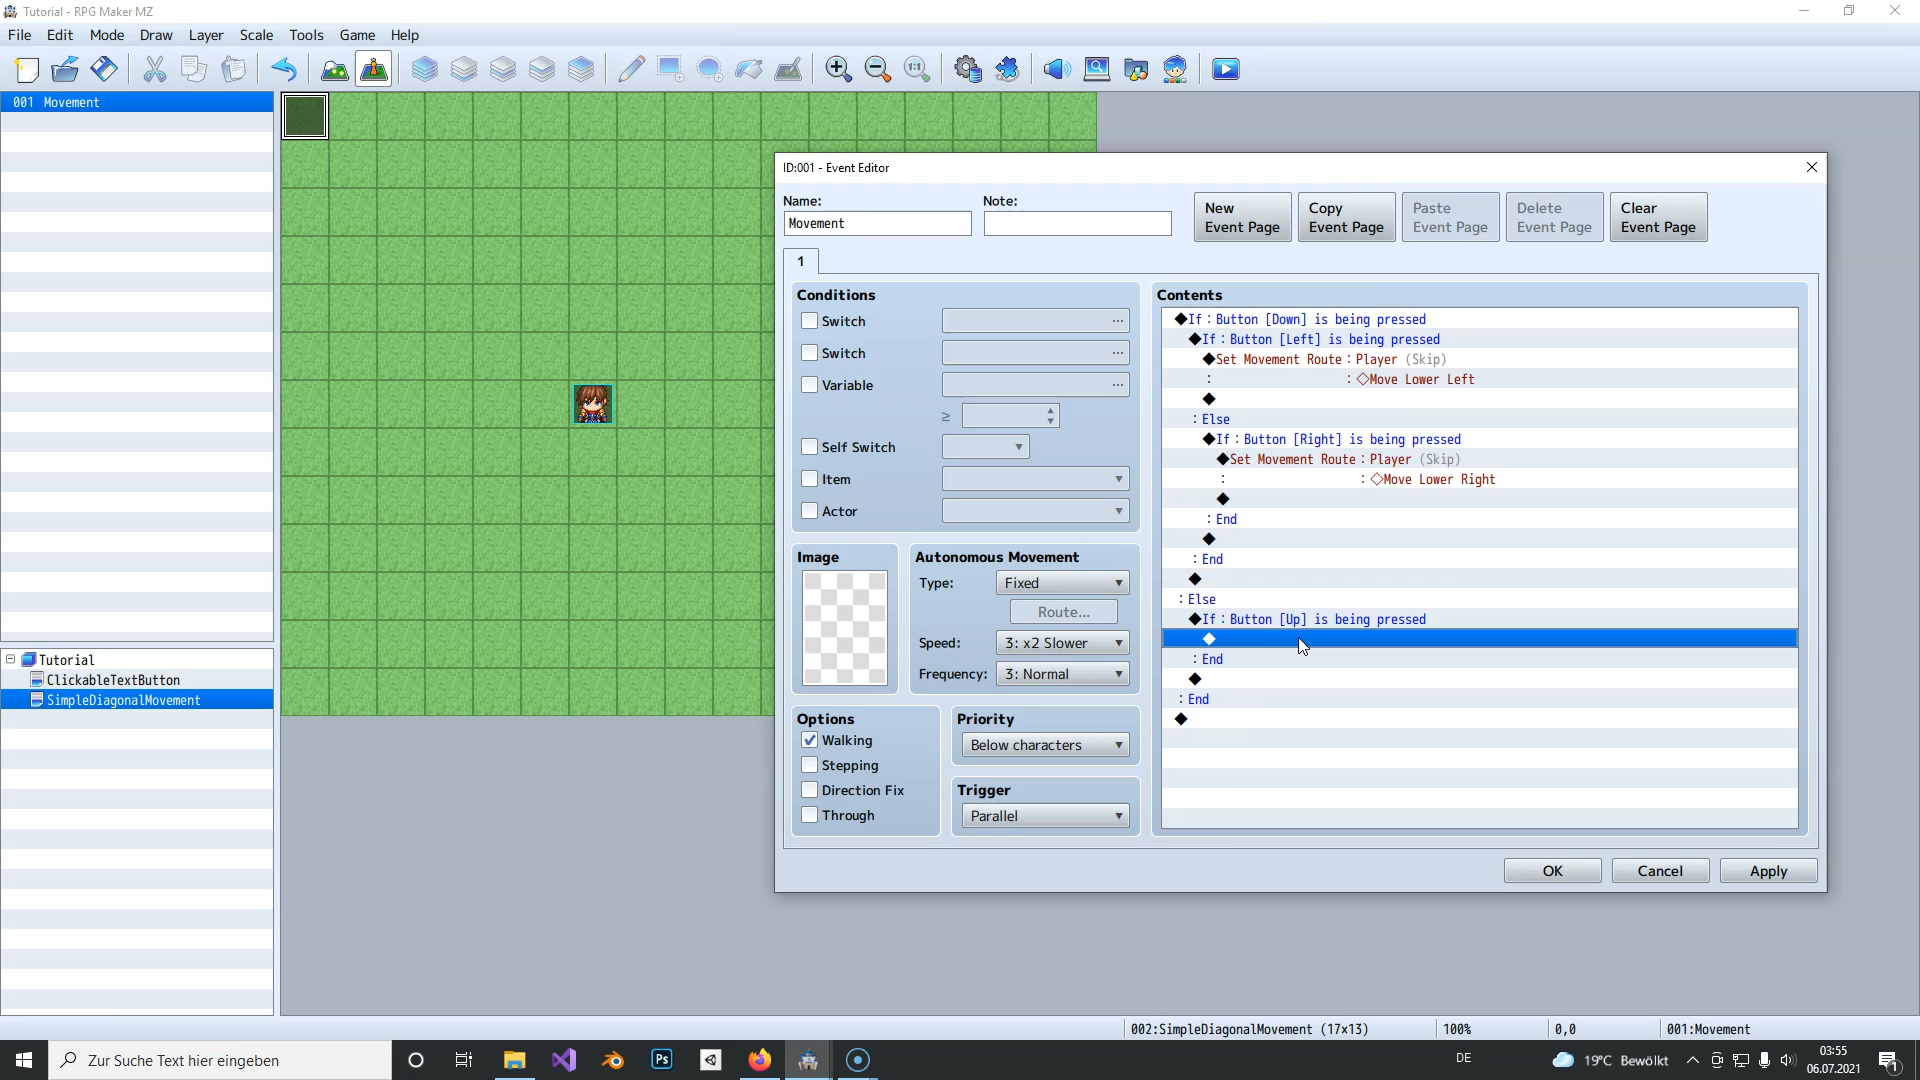 Tutorial - RPG Maker MZ
File Edit Mode Draw Layer Scale Tools Game Help
1:1
001 Movement
Tutorial
ClickableTextButton
SimpleDiagonalMovement
ID:001 - Event Editor
Name:
Note:
Movement
New Event Page
Copy Event Page
Paste Event Page
Delete Event Page
Clear Event Page
1
Conditions
Switch ...
Switch ...
Variable ...
≥
Self Switch
Item
Actor
Image
Autonomous Movement
Type: Fixed
Route...
Speed: 3: x2 Slower
Frequency: 3: Normal
Options
Walking
Stepping
Direction Fix
Through
Priority
Below characters
Trigger
Parallel
Contents
◆If : Button [Down] is being pressed
◆If : Button [Left] is being pressed
◆Set Movement Route : Player (Skip)
: : ◇Move Lower Left
◆
: Else
◆If : Button [Right] is being pressed
◆Set Movement Route : Player (Skip)
: : ◇Move Lower Right
◆
: End
◆
: End
◆
: Else
◆If : Button [Up] is being pressed
◆
: End
◆
: End
◆
OK Cancel Apply
002:SimpleDiagonalMovement (17x13) 100% 0,0 001:Movement
Zur Suche Text hier eingeben
Ps
DE
19°C Bewölkt
03:55
06.07.2021
1